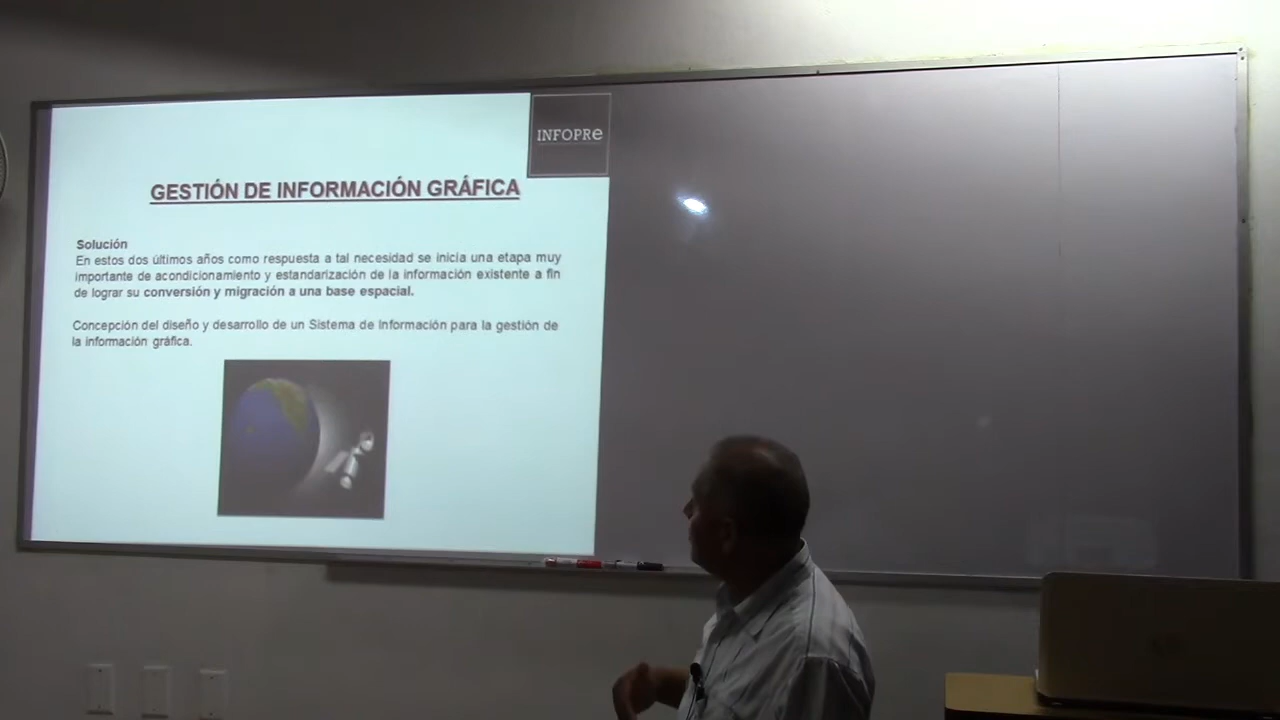 INFOPRe
GESTIÓN DE INFORMACIÓN GRÁFICA
Solución
En estos dos últimos años como respuesta a tal necesidad se inicia una etapa muy
importante de acondicionamiento y estandarización de la información existente a fin
de lograr su conversión y migración a una base espacial.
Concepción del diseño y desarrollo de un Sistema de Información para la gestión de
la información gráfica.